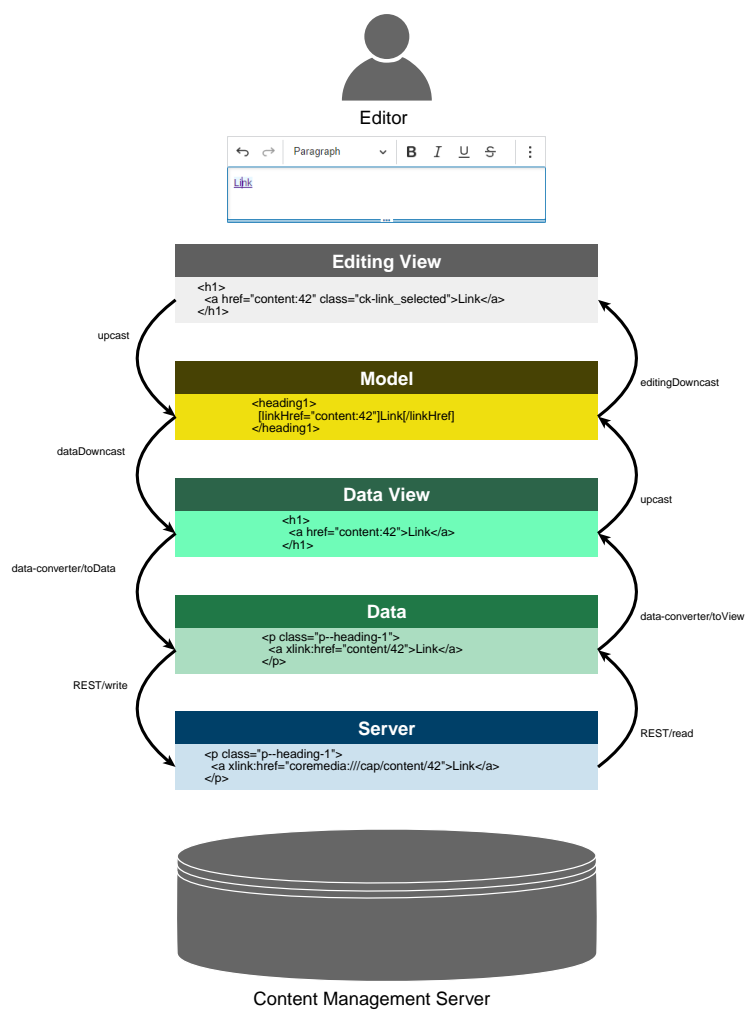 Editor
Paragraph B I U S
Link
Editing View
<h1>
<a href="content:42" class="ck-link_selected">Link</a>
</h1>
upcast
editingDowncast
Model
<heading1>
[linkHref="content:42"]Link[/linkHref]
</heading1>
dataDowncast
upcast
Data View
<h1>
<a href="content:42">Link</a>
</h1>
data-converter/toData
data-converter/toView
Data
<p class="p--heading-1">
<a xlink:href="content/42">Link</a>
</p>
REST/write
REST/read
Server
<p class="p--heading-1">
<a xlink:href="coremedia:///cap/content/42">Link</a>
</p>
Content Management Server